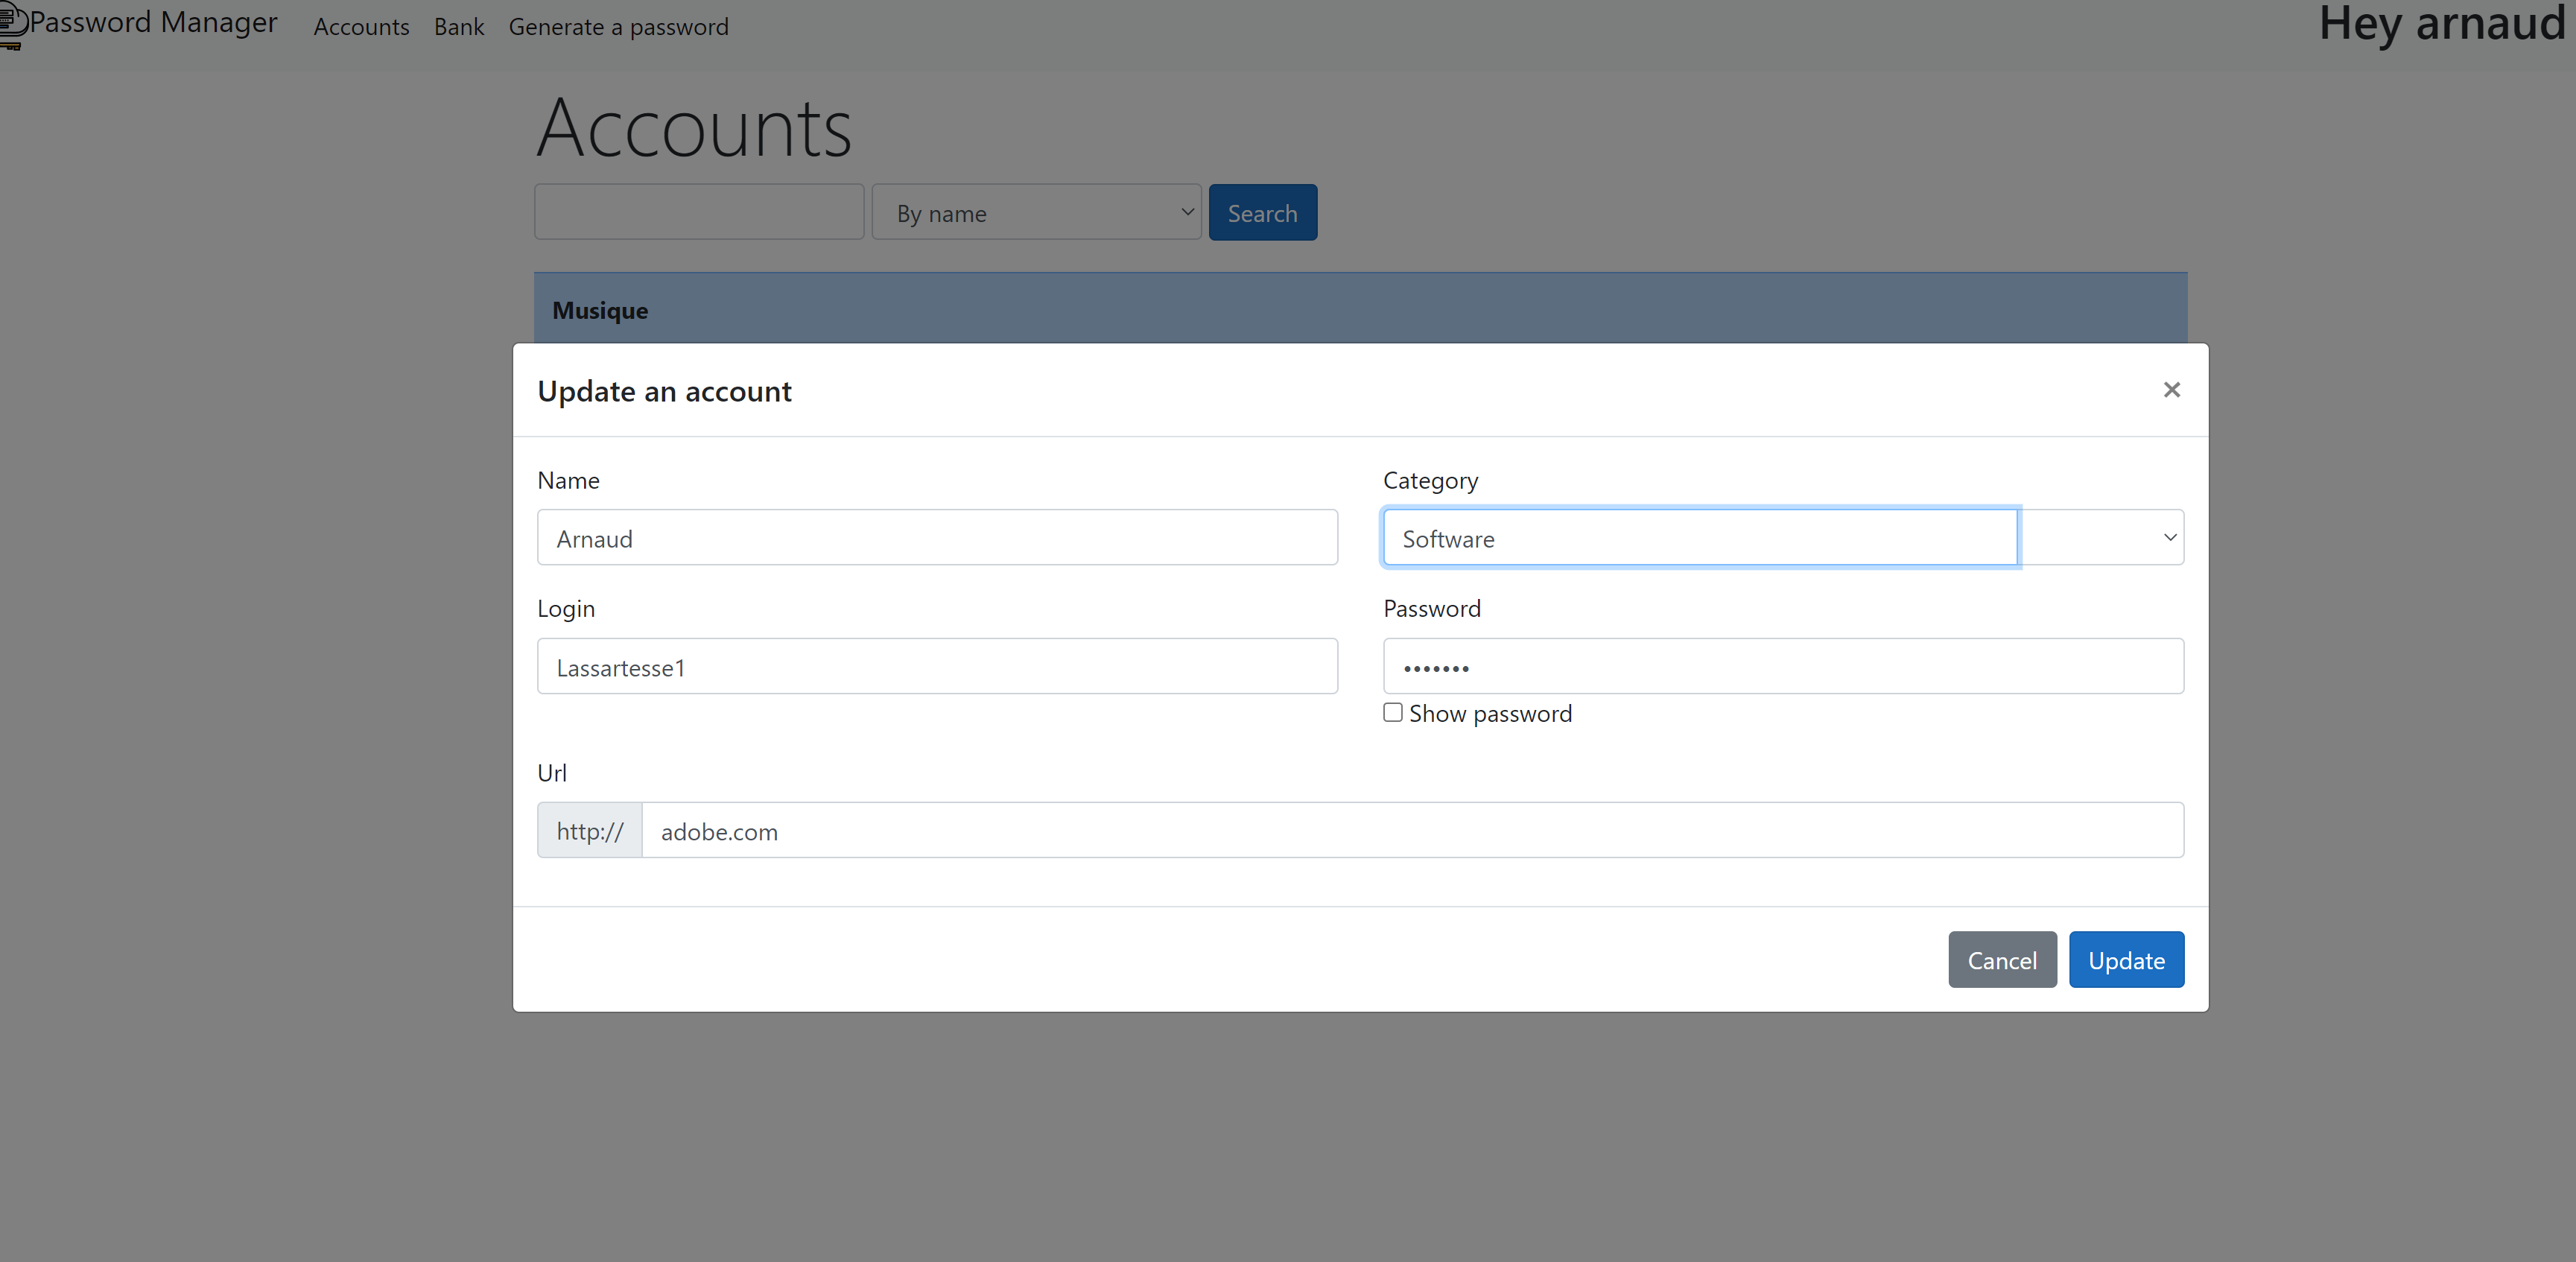 Password Manager Accounts Bank Generate a password Hey arnaud
Accounts
By name Search
Musique
Update an account ×
Name Category
Arnaud Software
Login Password
Lassartesse1 •••••••
Show password
Url
http:// adobe.com
Cancel Update